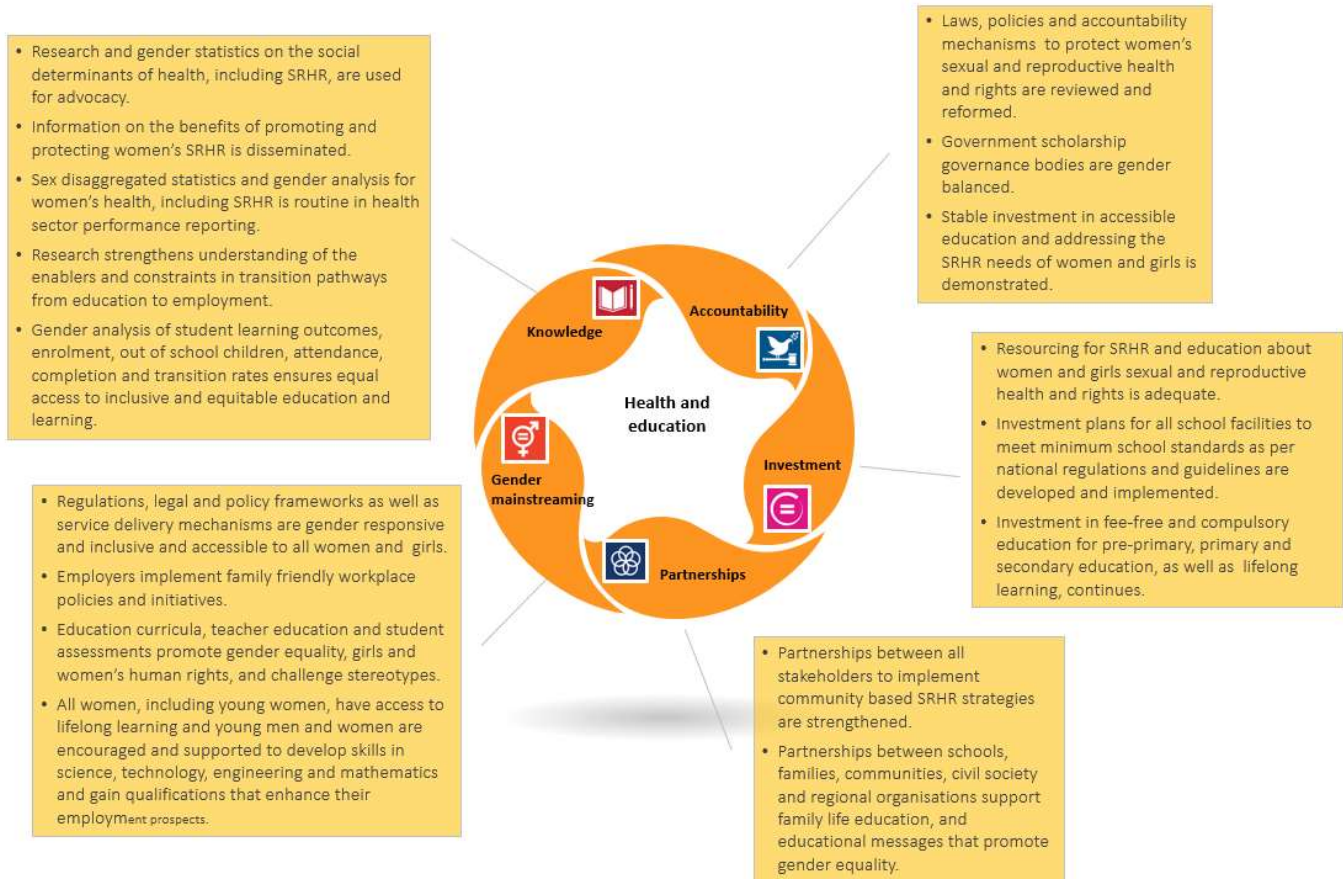 • Research and gender statistics on the social
determinants of health, including SRHR, are used
for advocacy.
• Information on the benefits of promoting and
protecting women's SRHR is disseminated.
• Sex disaggregated statistics and gender analysis for
women's health, including SRHR is routine in health
sector performance reporting.
• Research strengthens understanding of the
enablers and constraints in transition pathways
from education to employment.
• Gender analysis of student learning outcomes,
enrolment, out of school children, attendance,
completion and transition rates ensures equal
access to inclusive and equitable education and
learning.
• Laws, policies and accountability
mechanisms to protect women's
sexual and reproductive health
and rights are reviewed and
reformed.
• Government scholarship
governance bodies are gender
balanced.
• Stable investment in accessible
education and addressing the
SRHR needs of women and girls is
demonstrated.
Knowledge
Accountability
Health and
education
Gender
mainstreaming
Investment
Partnerships
• Resourcing for SRHR and education about
women and girls sexual and reproductive
health and rights is adequate.
• Investment plans for all school facilities to
meet minimum school standards as per
national regulations and guidelines are
developed and implemented.
• Investment in fee-free and compulsory
education for pre-primary, primary and
secondary education, as well as lifelong
learning, continues.
• Regulations, legal and policy frameworks as well as
service delivery mechanisms are gender responsive
and inclusive and accessible to all women and girls.
• Employers implement family friendly workplace
policies and initiatives.
• Education curricula, teacher education and student
assessments promote gender equality, girls and
women's human rights, and challenge stereotypes.
• All women, including young women, have access to
lifelong learning and young men and women are
encouraged and supported to develop skills in
science, technology, engineering and mathematics
and gain qualifications that enhance their
employment prospects.
• Partnerships between all
stakeholders to implement
community based SRHR strategies
are strengthened.
• Partnerships between schools,
families, communities, civil society
and regional organisations support
family life education, and
educational messages that promote
gender equality.